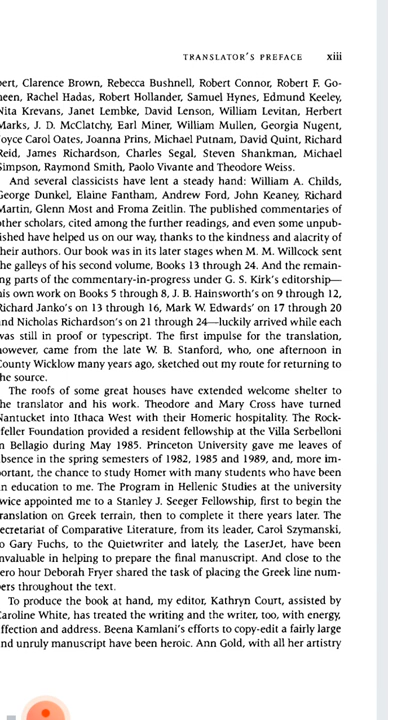 TRANSLATOR'S PREFACE xiii
bert, Clarence Brown, Rebecca Bushnell, Robert Connor, Robert F. Go-
heen, Rachel Hadas, Robert Hollander, Samuel Hynes, Edmund Keeley,
Nita Krevans, Janet Lembke, David Lenson, William Levitan, Herbert
Marks, J. D. McClatchy, Earl Miner, William Mullen, Georgia Nugent,
Joyce Carol Oates, Joanna Prins, Michael Putnam, David Quint, Richard
Reid, James Richardson, Charles Segal, Steven Shankman, Michael
Simpson, Raymond Smith, Paolo Vivante and Theodore Weiss.
And several classicists have lent a steady hand: William A. Childs,
George Dunkel, Elaine Fantham, Andrew Ford, John Keaney, Richard
Martin, Glenn Most and Froma Zeitlin. The published commentaries of
other scholars, cited among the further readings, and even some unpub-
lished have helped us on our way, thanks to the kindness and alacrity of
their authors. Our book was in its later stages when M. M. Willcock sent
the galleys of his second volume, Books 13 through 24. And the remain-
ing parts of the commentary-in-progress under G. S. Kirk's editorship—
his own work on Books 5 through 8, J. B. Hainsworth's on 9 through 12,
Richard Janko's on 13 through 16, Mark W. Edwards' on 17 through 20
and Nicholas Richardson's on 21 through 24—luckily arrived while each
was still in proof or typescript. The first impulse for the translation,
however, came from the late W. B. Stanford, who, one afternoon in
County Wicklow many years ago, sketched out my route for returning to
the source.
The roofs of some great houses have extended welcome shelter to
the translator and his work. Theodore and Mary Cross have turned
Nantucket into Ithaca West with their Homeric hospitality. The Rock-
efeller Foundation provided a resident fellowship at the Villa Serbelloni
in Bellagio during May 1985. Princeton University gave me leaves of
absence in the spring semesters of 1982, 1985 and 1989, and, more im-
portant, the chance to study Homer with many students who have been
an education to me. The Program in Hellenic Studies at the university
twice appointed me to a Stanley J. Seeger Fellowship, first to begin the
translation on Greek terrain, then to complete it there years later. The
secretariat of Comparative Literature, from its leader, Carol Szymanski,
to Gary Fuchs, to the Quietwriter and lately, the LaserJet, have been
invaluable in helping to prepare the final manuscript. And close to the
zero hour Deborah Fryer shared the task of placing the Greek line num-
bers throughout the text.
To produce the book at hand, my editor, Kathryn Court, assisted by
Caroline White, has treated the writing and the writer, too, with energy,
affection and address. Beena Kamlani's efforts to copy-edit a fairly large
and unruly manuscript have been heroic. Ann Gold, with all her artistry